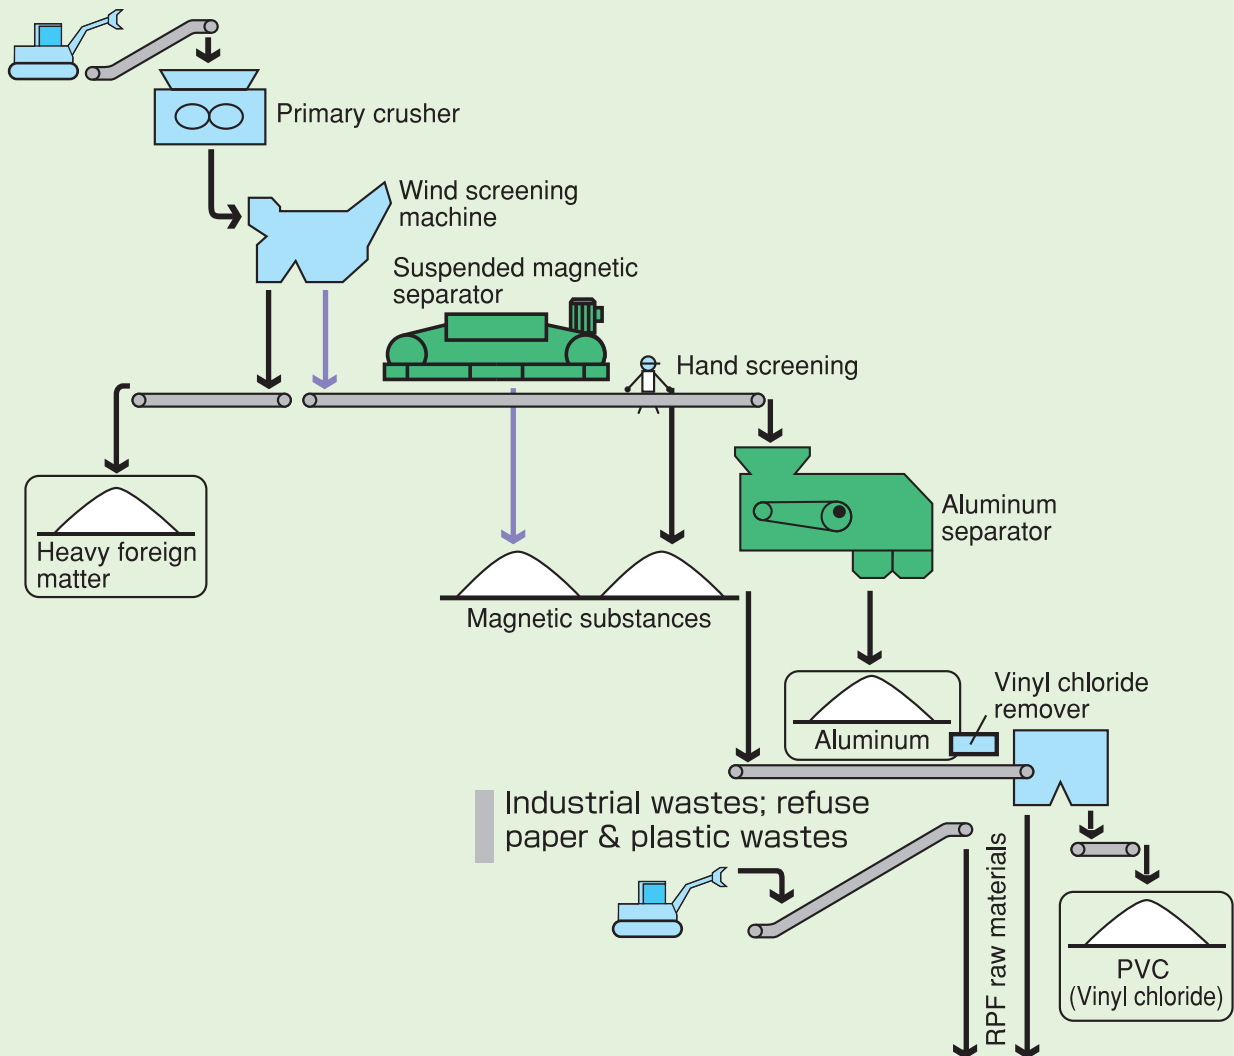 Primary crusher
Wind screening
machine
Suspended magnetic
separator
Hand screening
Aluminum
separator
Heavy foreign
matter
Magnetic substances
Vinyl chloride
remover
Aluminum
Industrial wastes; refuse
paper & plastic wastes
RPF raw materials
PVC
(Vinyl chloride)